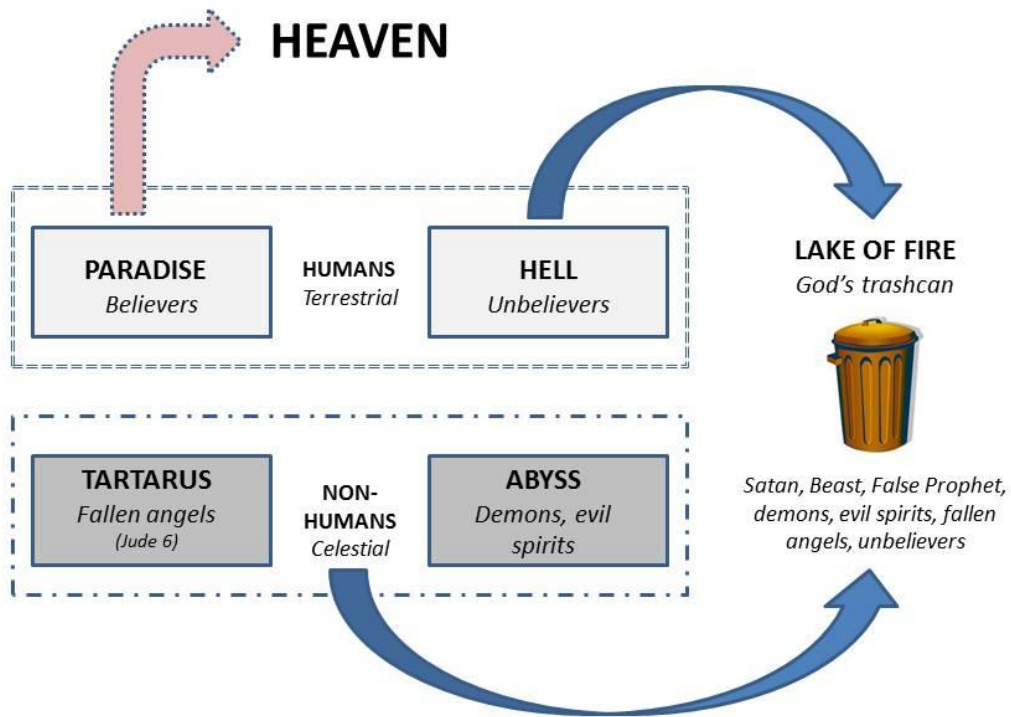 HEAVEN
PARADISE
Believers
HUMANS
Terrestrial
HELL
Unbelievers
LAKE OF FIRE
God's trashcan
TARTARUS
Fallen angels
(Jude 6)
NON-
HUMANS
Celestial
ABYSS
Demons, evil
spirits
Satan, Beast, False Prophet,
demons, evil spirits, fallen
angels, unbelievers